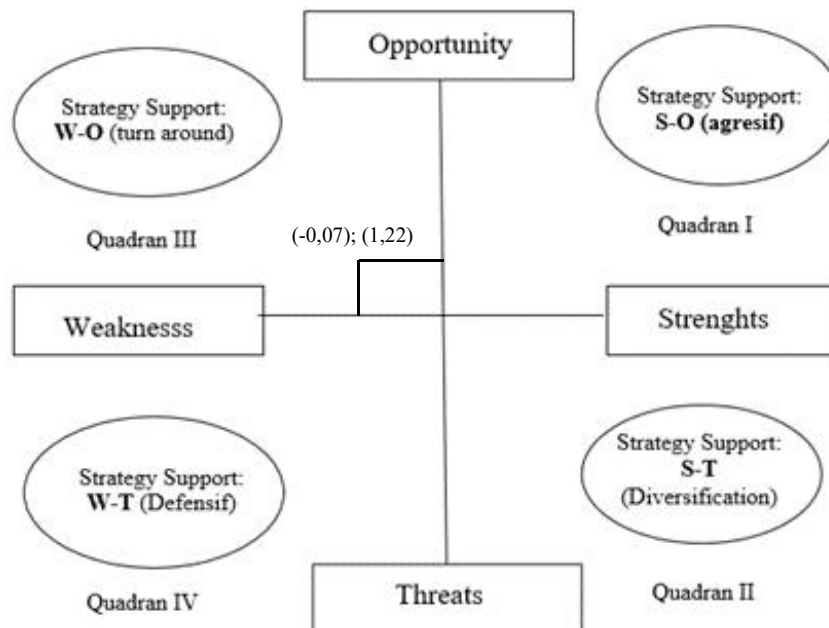 Opportunity
Strategy Support:
W-O (turn around)
Strategy Support:
S-O (agresif)
Quadran III
Quadran I
(-0,07); (1,22)
Weaknesss
Strenghts
Strategy Support:
W-T (Defensif)
Strategy Support:
S-T
(Diversification)
Quadran IV
Threats
Quadran II